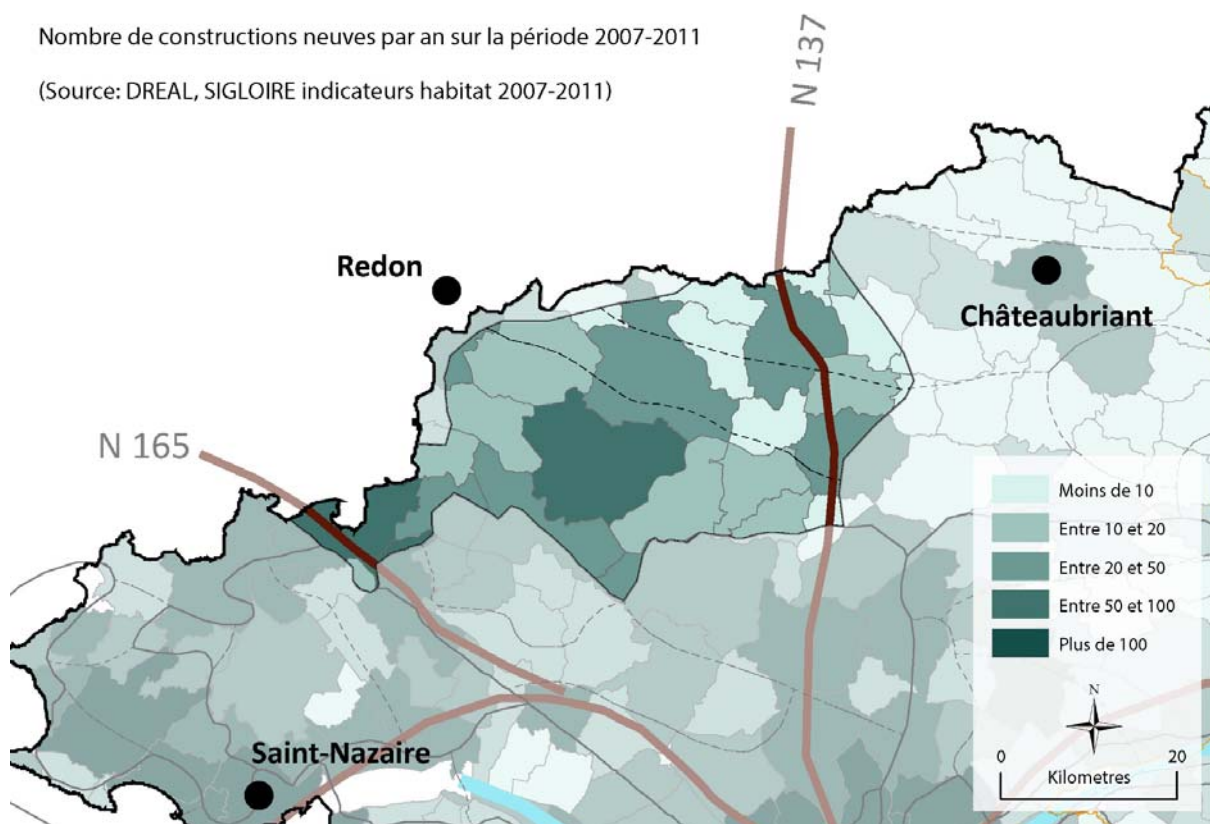 Nombre de constructions neuves par an sur la période 2007-2011
(Source: DREAL, SIGLOIRE indicateurs habitat 2007-2011)
N 137
Redon
Châteaubriant
N 165
Moins de 10
Entre 10 et 20
Entre 20 et 50
Entre 50 et 100
Plus de 100
N
Saint-Nazaire
0
20
Kilometres